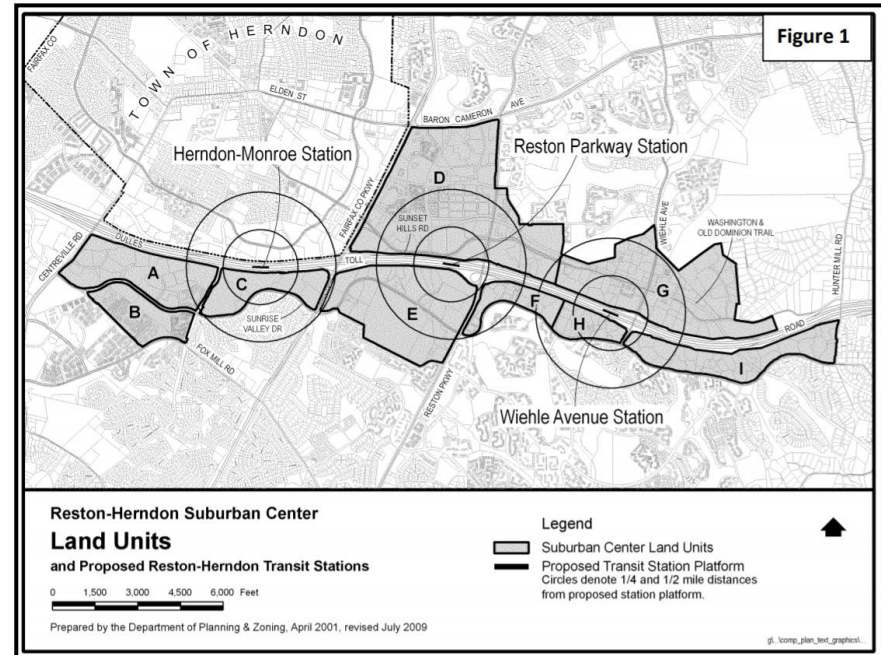 Figure 1
FAIRFAX CO
TOWN OF HERNDON
ELDEN ST
BARON CAMERON AVE
Herndon-Monroe Station
Reston Parkway Station
FAIRFAX CO PKWY
D
SUNSET
HILLS RD
WIEHLE AVE
WASHINGTON &
OLD DOMINION TRAIL
HUNTER MILL RD
CENTREVILLE RD
DULLES
TOLL
ROAD
A
B
C
SUNRISE
VALLEY DR
E
F
G
H
I
FOX MILL RD
RESTON PKWY
Wiehle Avenue Station
Reston-Herndon Suburban Center
Land Units
and Proposed Reston-Herndon Transit Stations
0 1,500 3,000 4,500 6,000 Feet
Prepared by the Department of Planning & Zoning, April 2001, revised July 2009
Legend
Suburban Center Land Units
Proposed Transit Station Platform
Circles denote 1/4 and 1/2 mile distances
from proposed station platform.
g\...\comp_plan_text_graphics\...